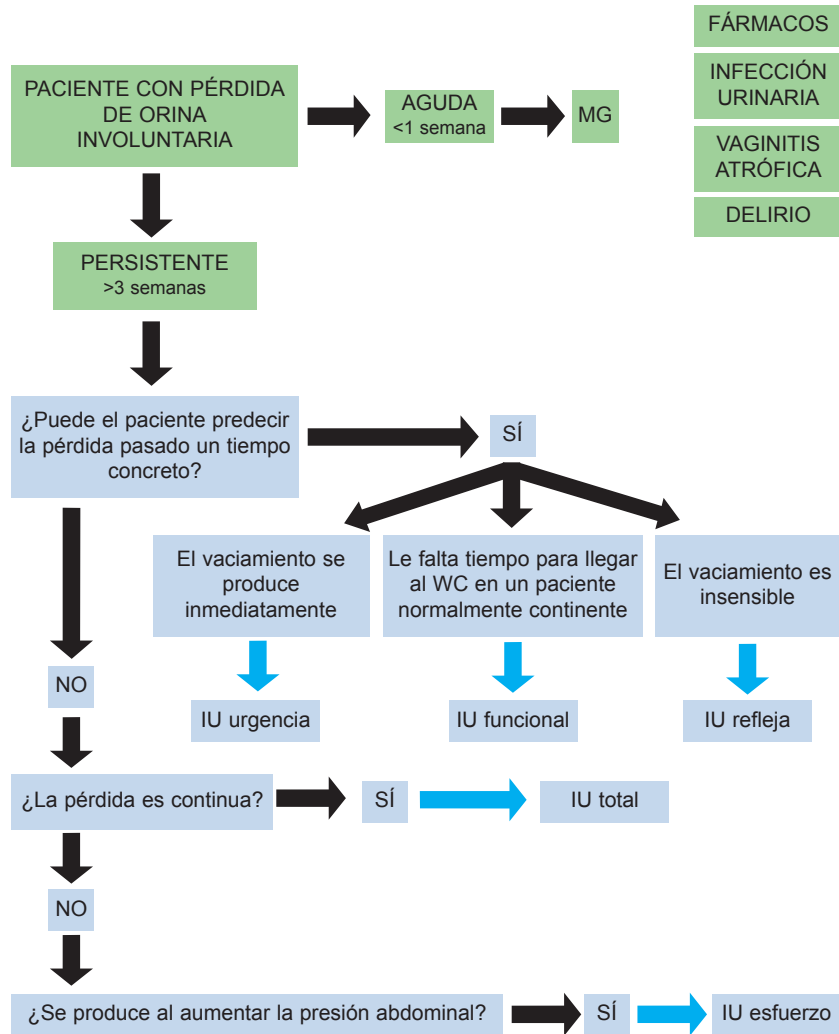 FÁRMACOS
PACIENTE CON PÉRDIDA
DE ORINA
INVOLUNTARIA
AGUDA
<1 semana
MG
INFECCIÓN
URINARIA
VAGINITIS
ATRÓFICA
DELIRIO
PERSISTENTE
>3 semanas
¿Puede el paciente predecir
la pérdida pasado un tiempo
concreto?
SÍ
El vaciamiento se
produce
inmediatamente
Le falta tiempo para llegar
al WC en un paciente
normalmente continente
El vaciamiento es
insensible
IU urgencia
IU funcional
IU refleja
NO
¿La pérdida es continua?
SÍ
IU total
NO
¿Se produce al aumentar la presión abdominal?
SÍ
IU esfuerzo